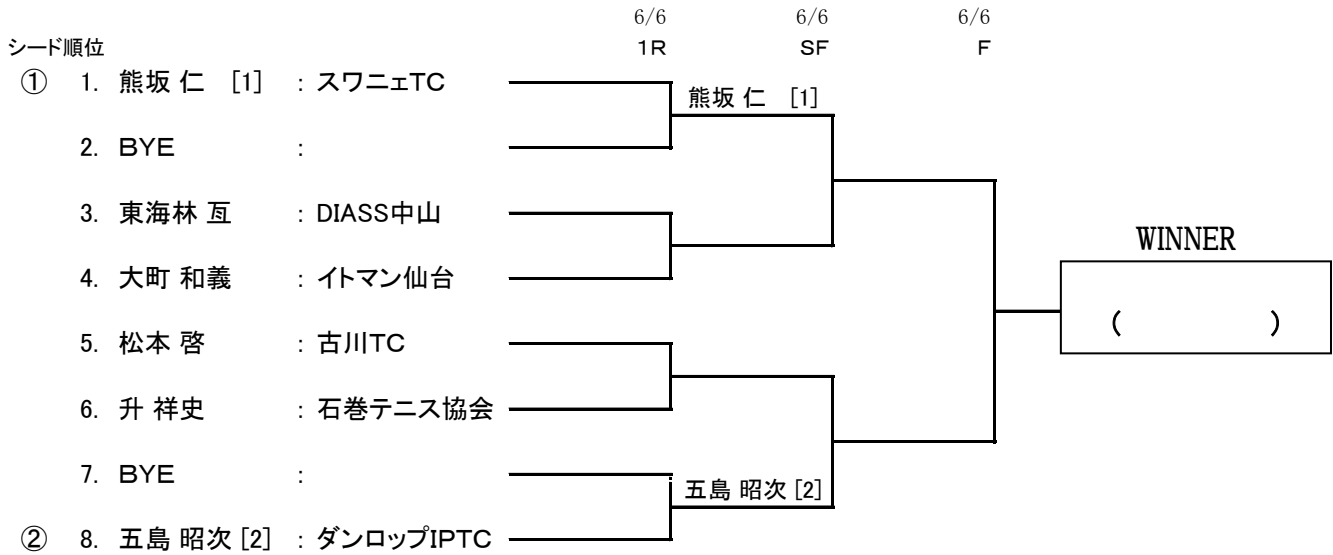 6/6 6/6 6/6
シード順位 1R SF F
① 1. 熊坂 仁 [1] : スワニェTC
熊坂 仁 [1]
2. BYE :
3. 東海林 亙 : DIASS中山
WINNER
4. 大町 和義 : イトマン仙台
( )
5. 松本 啓 : 古川TC
6. 升 祥史 : 石巻テニス協会
7. BYE :
五島 昭次 [2]
② 8. 五島 昭次 [2] : ダンロップIPTC